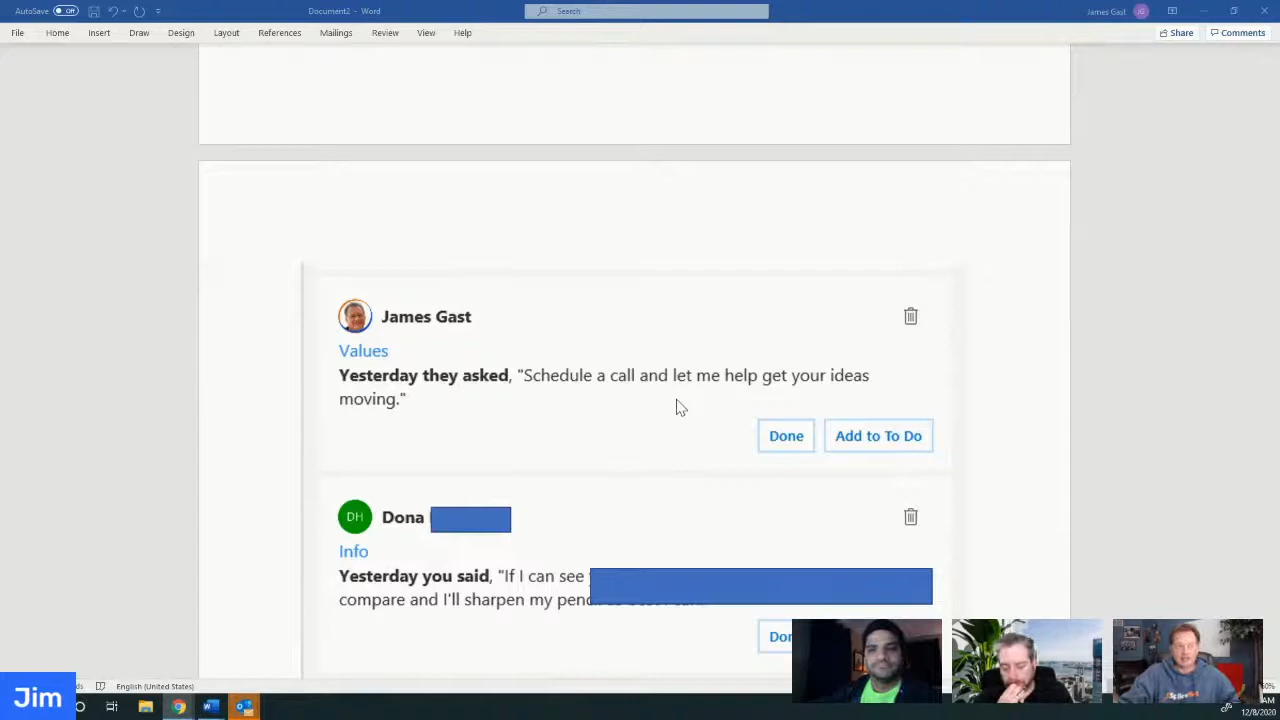 AutoSave Off Document2 - Word Search James Gast JG
File Home Insert Draw Design Layout References Mailings Review View Help Share Comments
James Gast
Values
Yesterday they asked, "Schedule a call and let me help get your ideas
moving."
Done Add to To Do
DH Dona
Info
Yesterday you said, "If I can see
compare and I'll sharpen my
English (United States)
Jim
AM
12/8/2020